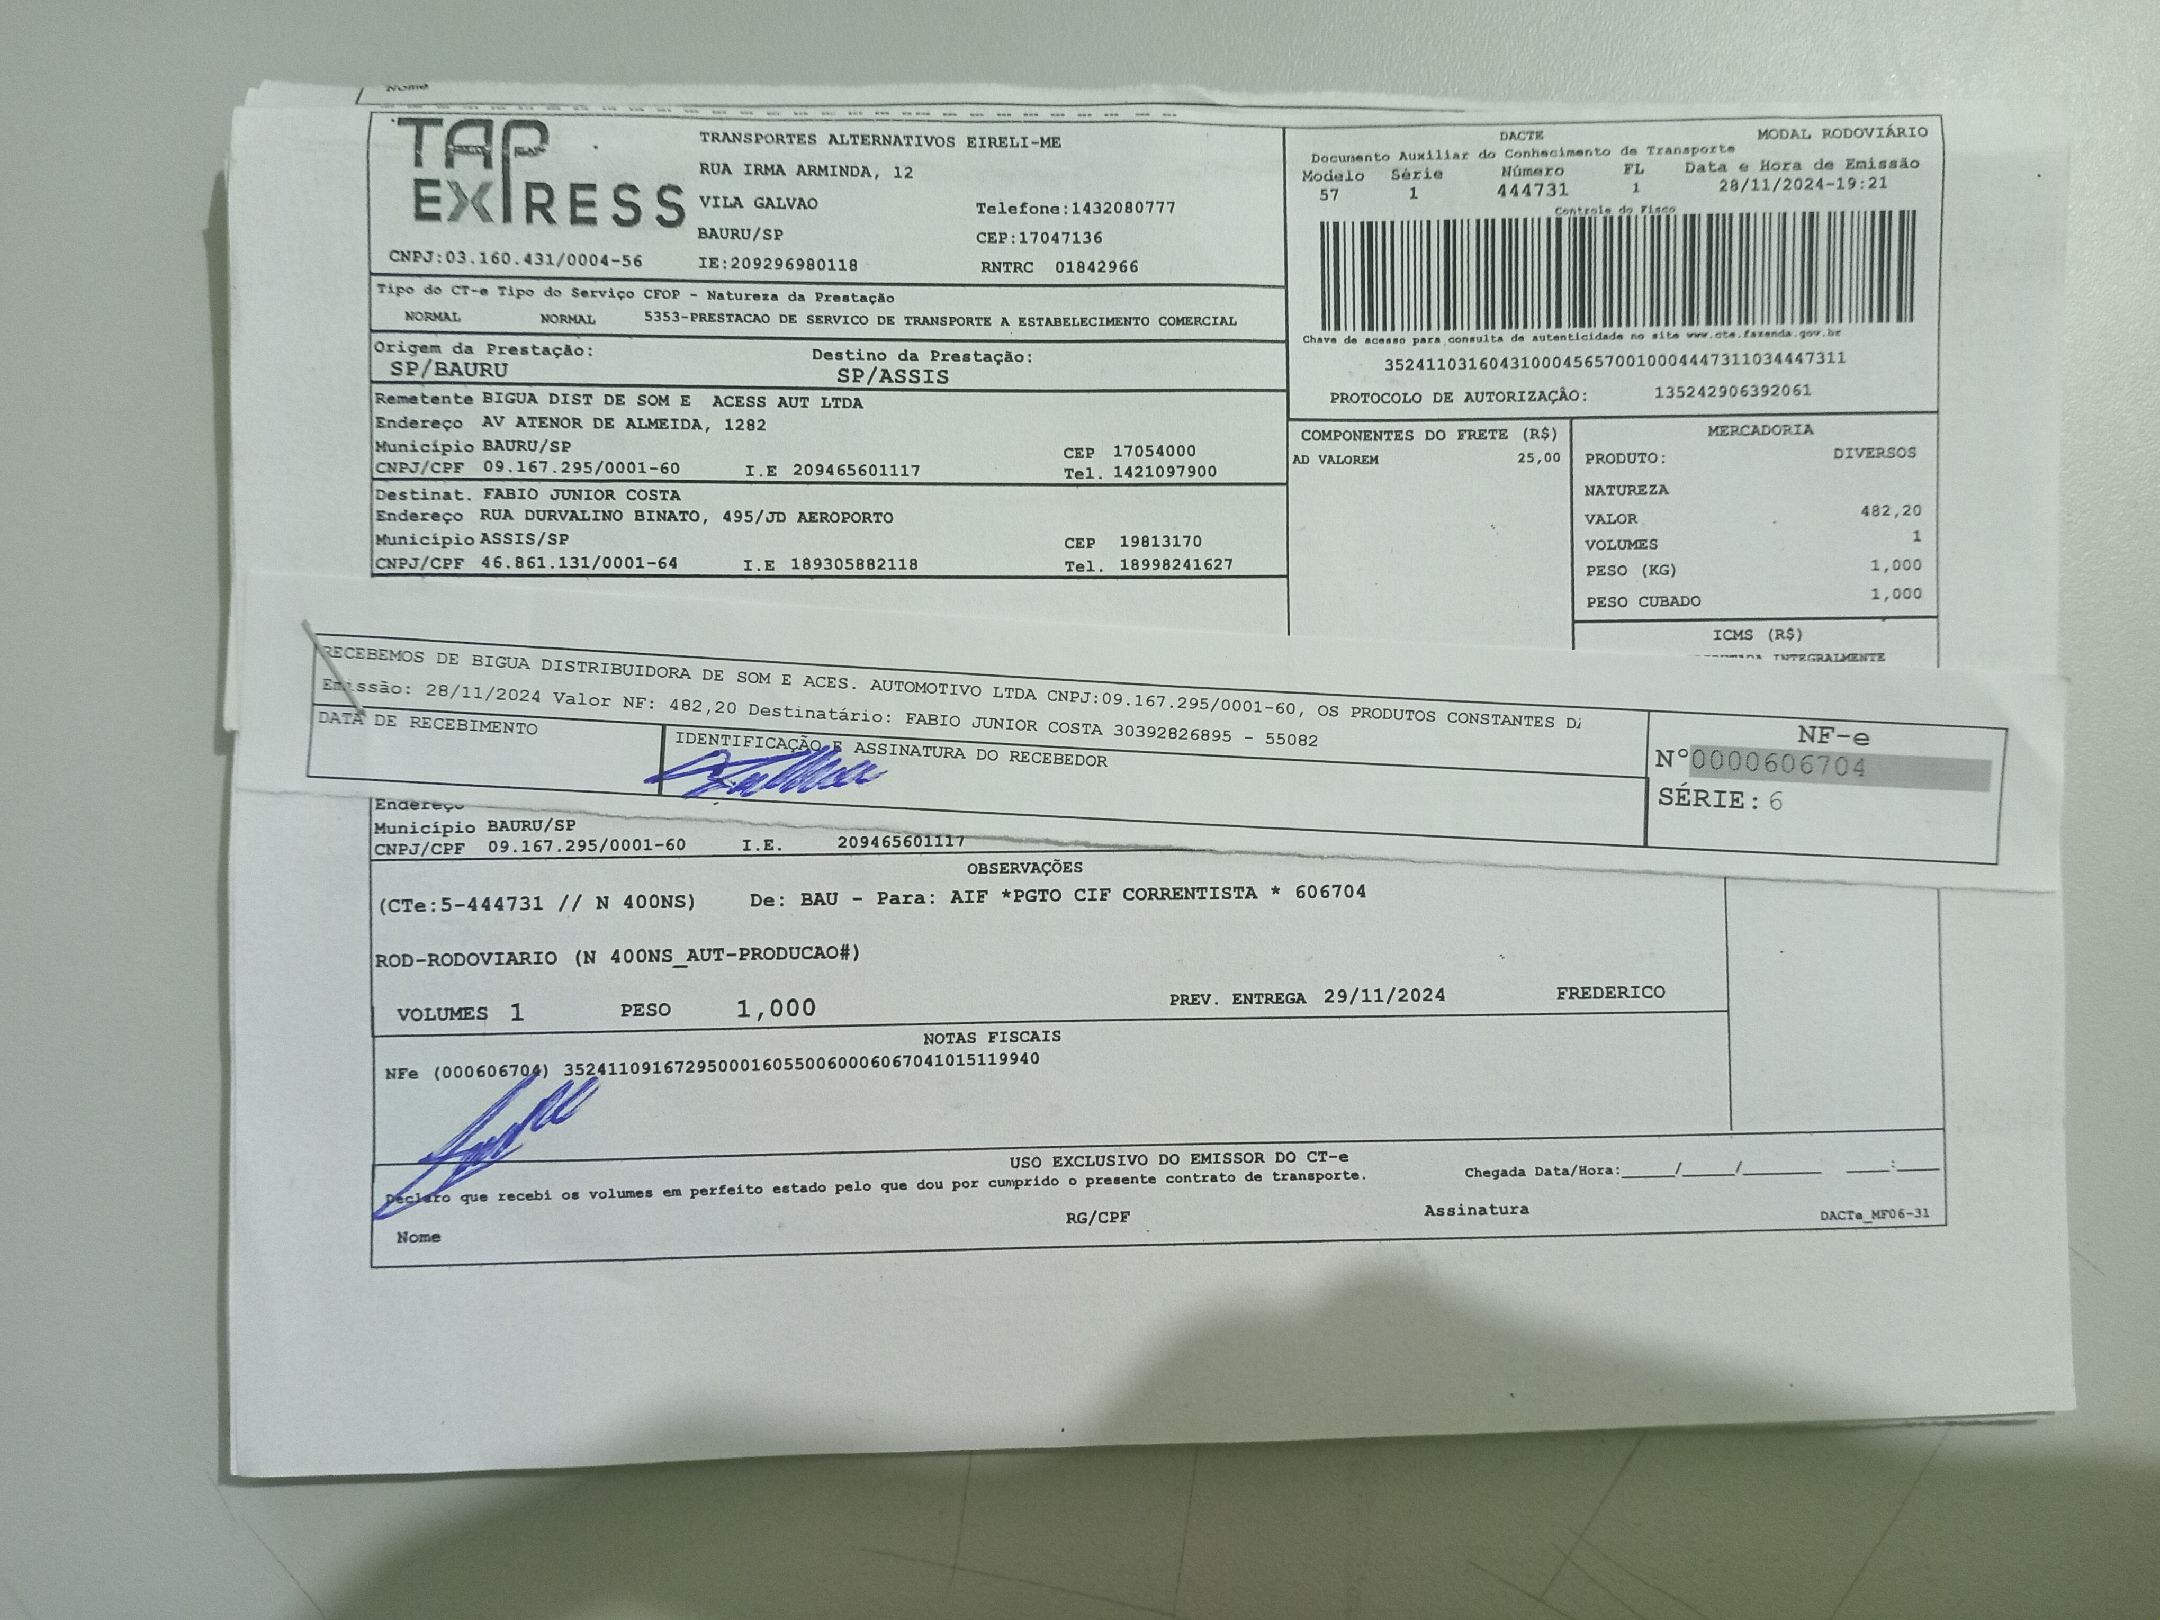 Nome
TAP EXPRESS
TRANSPORTES ALTERNATIVOS EIRELI-ME
RUA IRMA ARMINDA, 12
VILA GALVAO Telefone:1432080777
BAURU/SP CEP:17047136
CNPJ:03.160.431/0004-56 IE:209296980118 RNTRC 01842966
DACTE MODAL RODOVIÁRIO
Documento Auxiliar do Conhecimento de Transporte
Modelo Série Número FL Data e Hora de Emissão
57 1 444731 1 28/11/2024-19:21
Controle do Fisco
Chave de acesso para consulta de autenticidade no site www.cte.fazenda.gov.br
35241103160431000456570010004447311034447311
PROTOCOLO DE AUTORIZAÇÂO: 135242906392061
Tipo do CT-e Tipo do Serviço CFOP - Natureza da Prestação
NORMAL NORMAL 5353-PRESTACAO DE SERVICO DE TRANSPORTE A ESTABELECIMENTO COMERCIAL
Origem da Prestação: Destino da Prestação:
SP/BAURU SP/ASSIS
Remetente BIGUA DIST DE SOM E ACESS AUT LTDA
Endereço AV ATENOR DE ALMEIDA, 1282
Município BAURU/SP CEP 17054000
CNPJ/CPF 09.167.295/0001-60 I.E 209465601117 Tel. 1421097900
Destinat. FABIO JUNIOR COSTA
Endereço RUA DURVALINO BINATO, 495/JD AEROPORTO
Município ASSIS/SP CEP 19813170
CNPJ/CPF 46.861.131/0001-64 I.E 189305882118 Tel. 18998241627
COMPONENTES DO FRETE (R$)
AD VALOREM 25,00
MERCADORIA
PRODUTO: DIVERSOS
NATUREZA
VALOR 482,20
VOLUMES 1
PESO (KG) 1,000
PESO CUBADO 1,000
ICMS (R$)
INTEGRALMENTE
RECEBEMOS DE BIGUA DISTRIBUIDORA DE SOM E ACES. AUTOMOTIVO LTDA CNPJ:09.167.295/0001-60, OS PRODUTOS CONSTANTES DA
Emissão: 28/11/2024 Valor NF: 482,20 Destinatário: FABIO JUNIOR COSTA 30392826895 - 55082
DATA DE RECEBIMENTO IDENTIFICAÇÃO E ASSINATURA DO RECEBEDOR
NF-e
Nº0000606704
SÉRIE: 6
Endereço
Município BAURU/SP
CNPJ/CPF 09.167.295/0001-60 I.E. 209465601117
OBSERVAÇÕES
(CTe:5-444731 // N 400NS) De: BAU - Para: AIF *PGTO CIF CORRENTISTA * 606704
ROD-RODOVIARIO (N 400NS_AUT-PRODUCAO#)
VOLUMES 1 PESO 1,000 PREV. ENTREGA 29/11/2024 FREDERICO
NOTAS FISCAIS
NFe (000606704) 35241109167295000160550060006067041015119940
USO EXCLUSIVO DO EMISSOR DO CT-e
Declaro que recebi os volumes em perfeito estado pelo que dou por cumprido o presente contrato de transporte. Chegada Data/Hora:_____/_____/_______ ____:____
Nome RG/CPF Assinatura DACTe_MF06-31